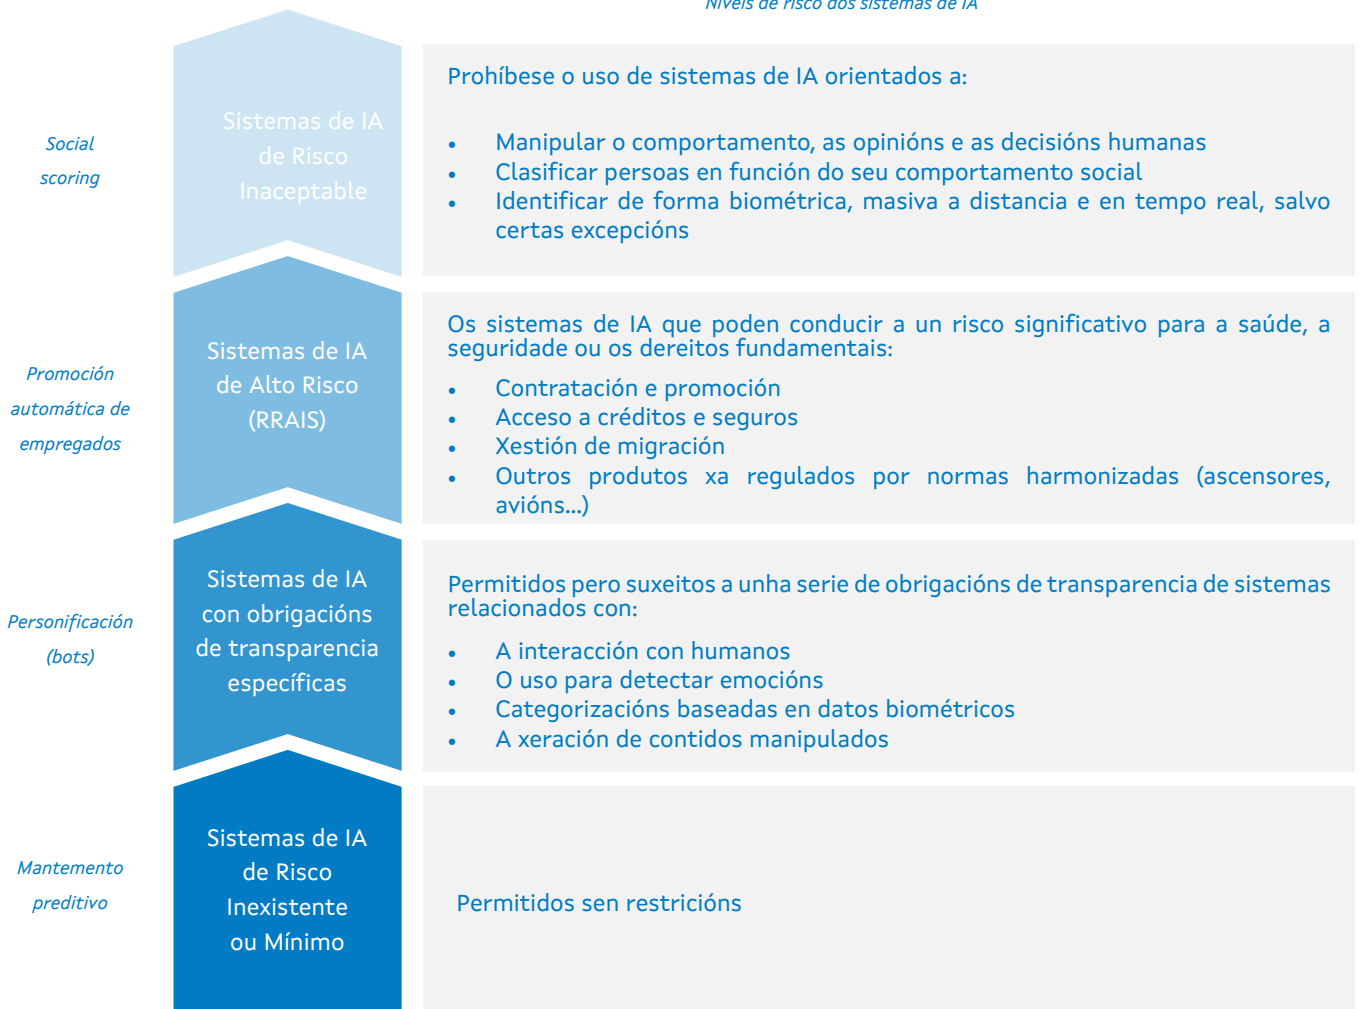 Niveis de risco dos sistemas de IA
Social
scoring
Sistemas de IA
de Risco
Inaceptable
Prohíbese o uso de sistemas de IA orientados a:
• Manipular o comportamento, as opinións e as decisións humanas
• Clasificar persoas en función do seu comportamento social
• Identificar de forma biométrica, masiva a distancia e en tempo real, salvo
certas excepcións
Promoción
automática de
empregados
Sistemas de IA
de Alto Risco
(RRAIS)
Os sistemas de IA que poden conducir a un risco significativo para a saúde, a
seguridade ou os dereitos fundamentais:
• Contratación e promoción
• Acceso a créditos e seguros
• Xestión de migración
• Outros produtos xa regulados por normas harmonizadas (ascensores,
avións...)
Personificación
(bots)
Sistemas de IA
con obrigacións
de transparencia
específicas
Permitidos pero suxeitos a unha serie de obrigacións de transparencia de sistemas
relacionados con:
• A interacción con humanos
• O uso para detectar emocións
• Categorizacións baseadas en datos biométricos
• A xeración de contidos manipulados
Mantemento
preditivo
Sistemas de IA
de Risco
Inexistente
ou Mínimo
Permitidos sen restricións